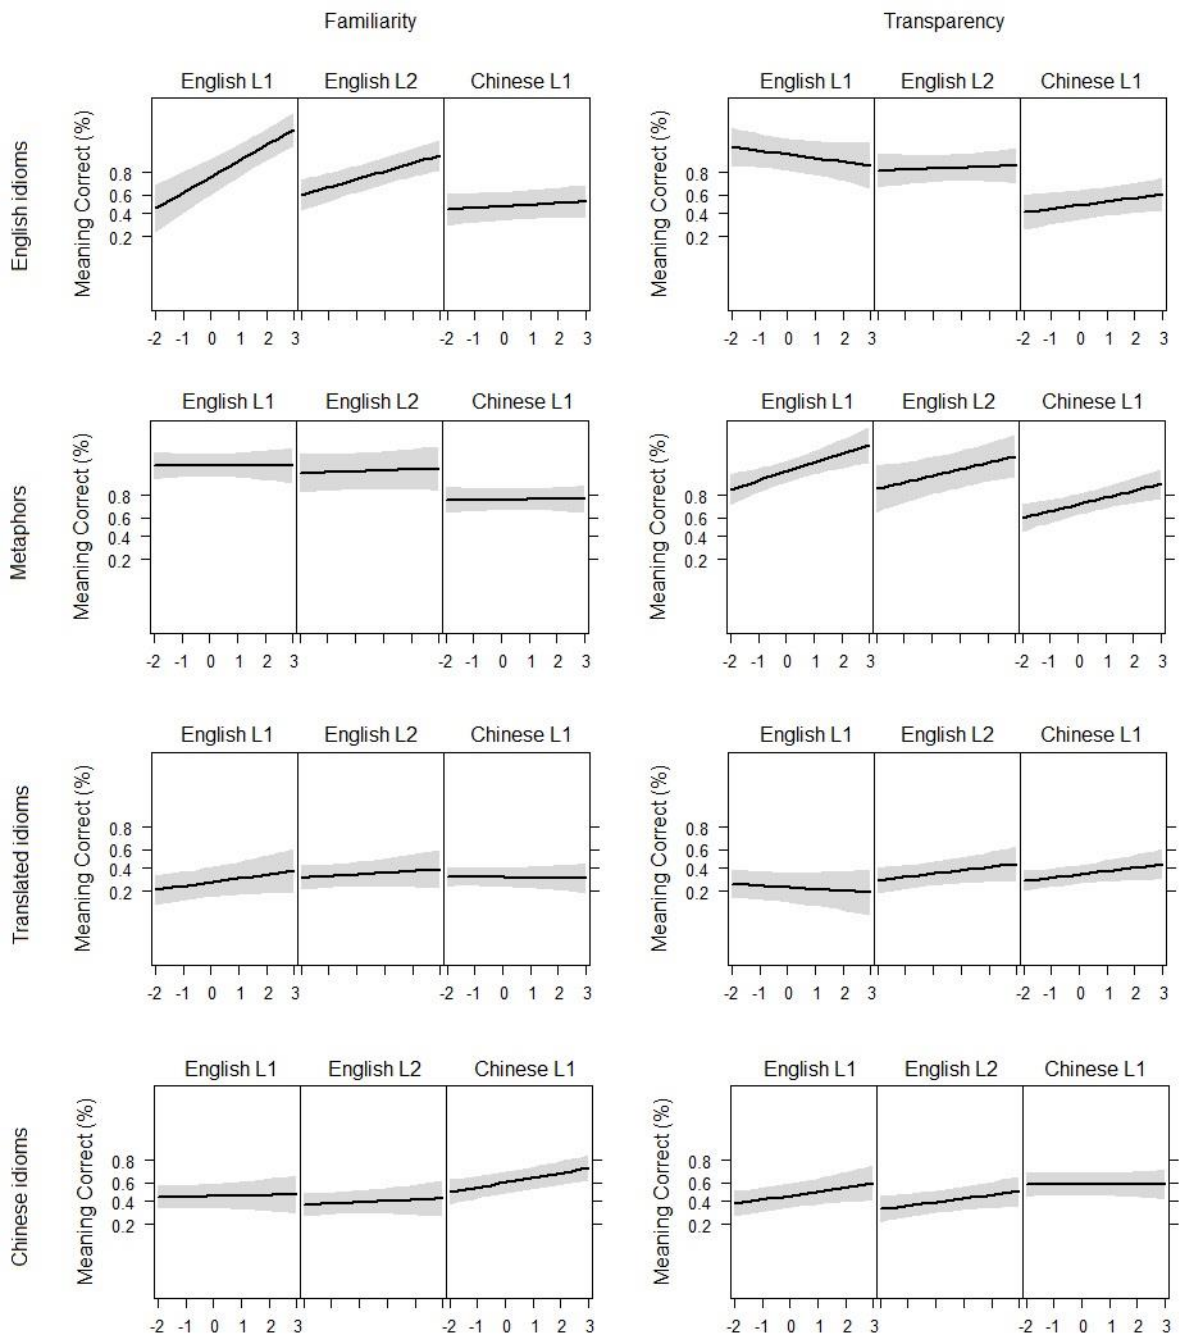 Familiarity Transparency
English idioms
English L1 English L2 Chinese L1
Meaning Correct (%)
0.8
0.6
0.4
0.2
-2 -1 0 1 2 3 -2 -1 0 1 2 3
English L1 English L2 Chinese L1
Meaning Correct (%)
0.8
0.6
0.4
0.2
-2 -1 0 1 2 3 -2 -1 0 1 2 3
Metaphors
English L1 English L2 Chinese L1
Meaning Correct (%)
0.8
0.6
0.4
0.2
-2 -1 0 1 2 3 -2 -1 0 1 2 3
English L1 English L2 Chinese L1
Meaning Correct (%)
0.8
0.6
0.4
0.2
-2 -1 0 1 2 3 -2 -1 0 1 2 3
Translated idioms
English L1 English L2 Chinese L1
Meaning Correct (%)
0.8
0.6
0.4
0.2
-2 -1 0 1 2 3 -2 -1 0 1 2 3
English L1 English L2 Chinese L1
Meaning Correct (%)
0.8
0.6
0.4
0.2
-2 -1 0 1 2 3 -2 -1 0 1 2 3
Chinese idioms
English L1 English L2 Chinese L1
Meaning Correct (%)
0.8
0.6
0.4
0.2
-2 -1 0 1 2 3 -2 -1 0 1 2 3
English L1 English L2 Chinese L1
Meaning Correct (%)
0.8
0.6
0.4
0.2
-2 -1 0 1 2 3 -2 -1 0 1 2 3